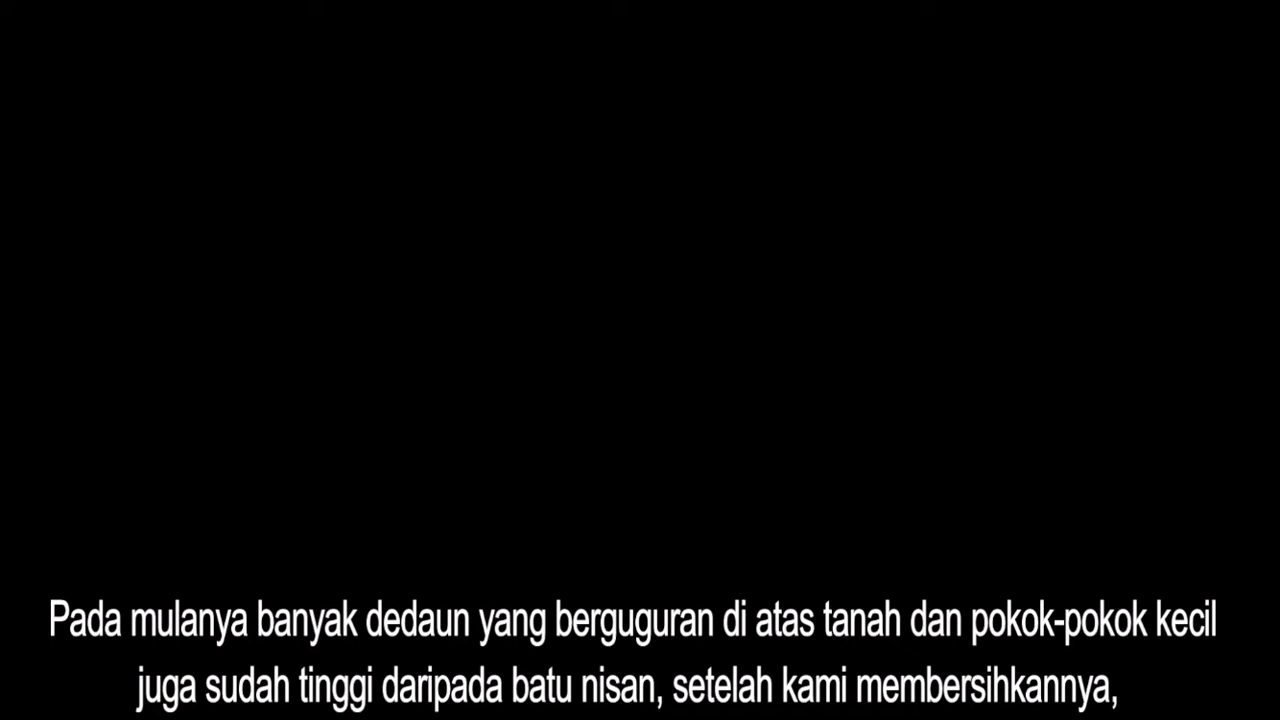 Pada mulanya banyak dedaun yang berguguran di atas tanah dan pokok-pokok kecil
juga sudah tinggi daripada batu nisan, setelah kami membersihkannya,